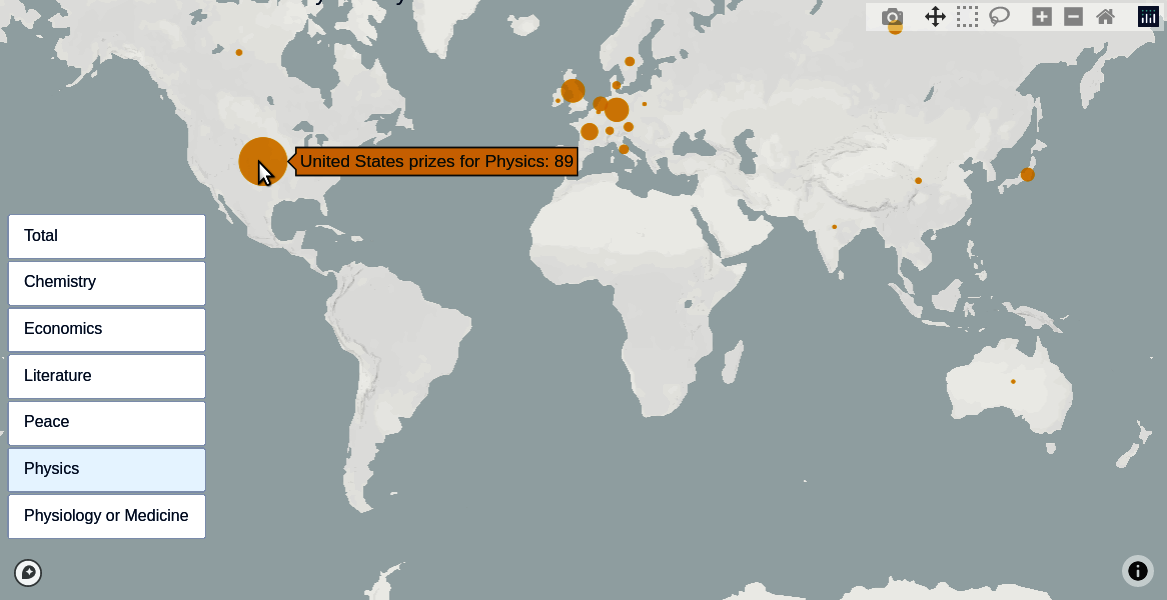 United States prizes for Physics: 89
Total
Chemistry
Economics
Literature
Peace
Physics
Physiology or Medicine